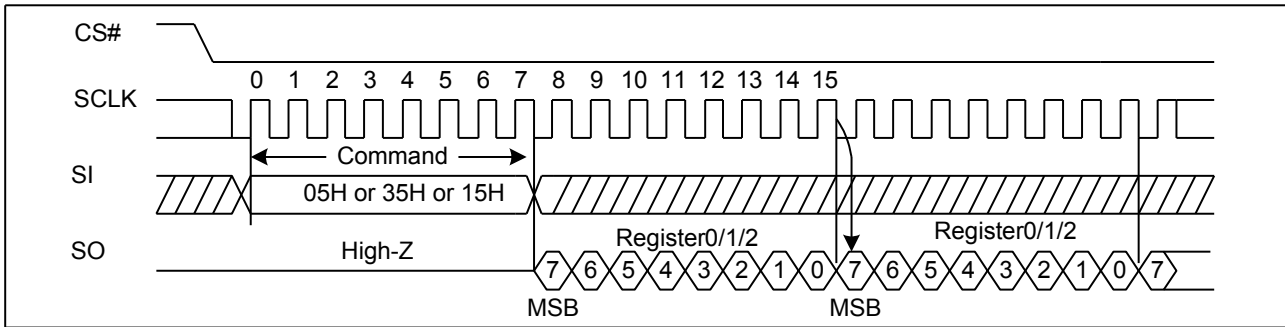 CS#
0 1 2 3 4 5 6 7 8 9 10 11 12 13 14 15
SCLK
Command
SI
05H or 35H or 15H
Register0/1/2 Register0/1/2
SO High-Z
7 6 5 4 3 2 1 0 7 6 5 4 3 2 1 0 7
MSB MSB